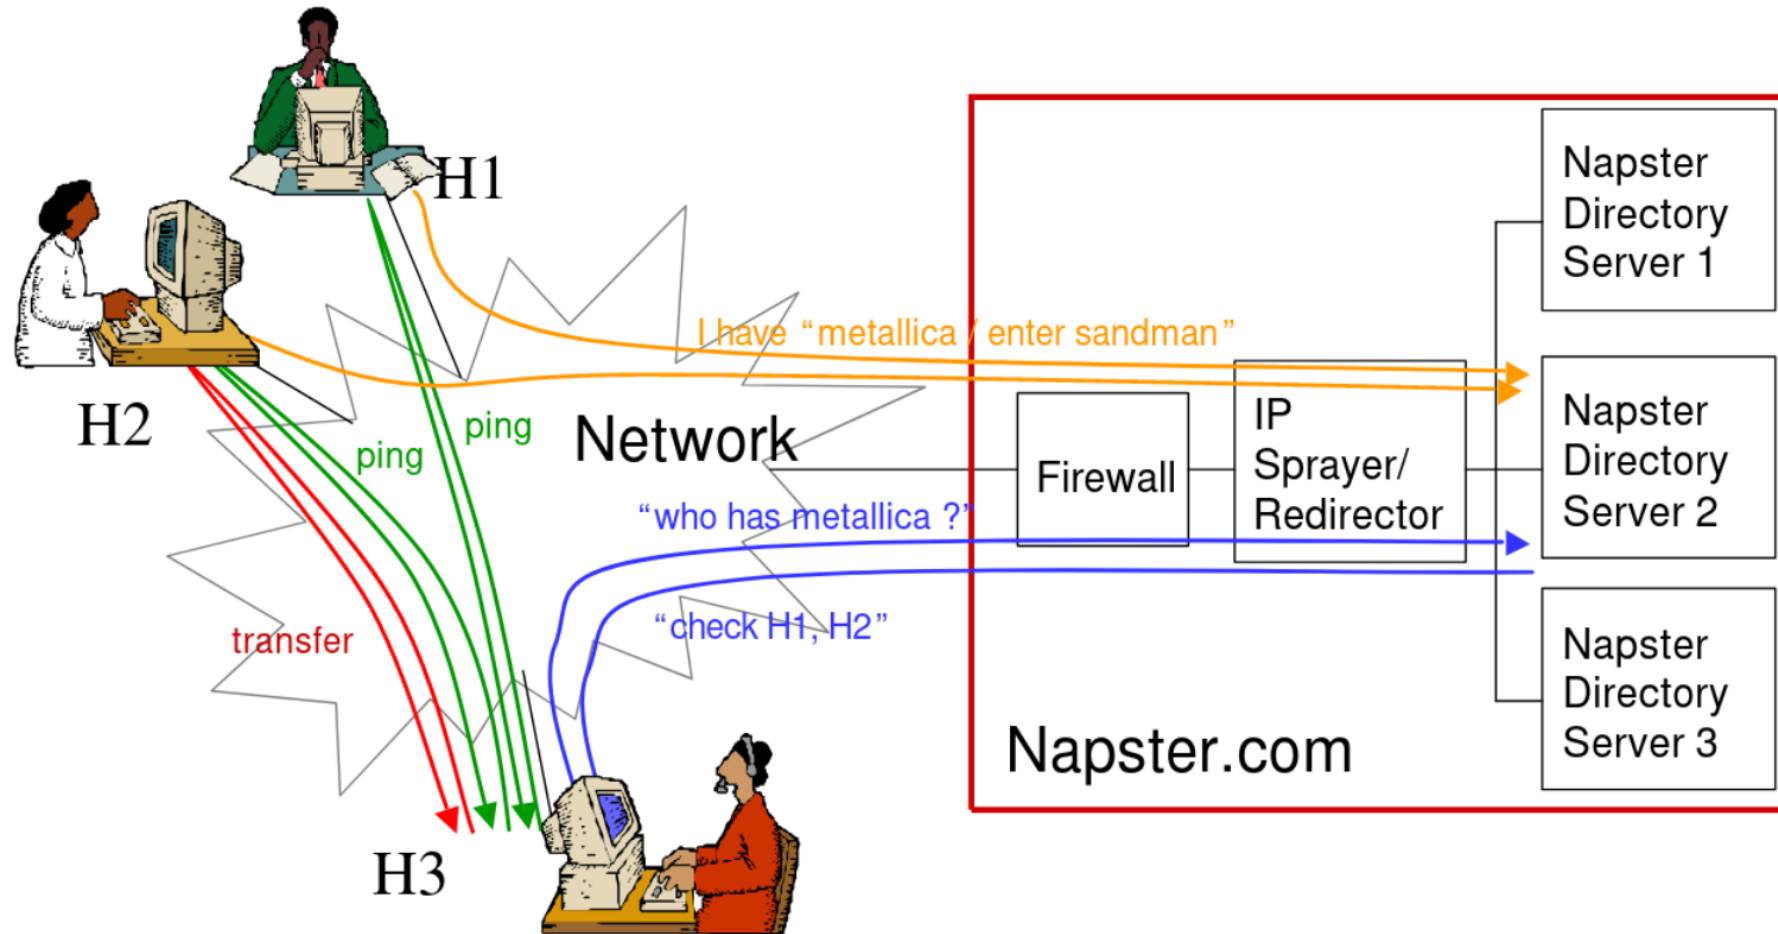 H1
H2
I have “metallica / enter sandman”
ping
ping
Network
“who has metallica ?”
“check H1, H2”
transfer
H3
Firewall
IP
Sprayer/
Redirector
Napster
Directory
Server 1
Napster
Directory
Server 2
Napster
Directory
Server 3
Napster.com